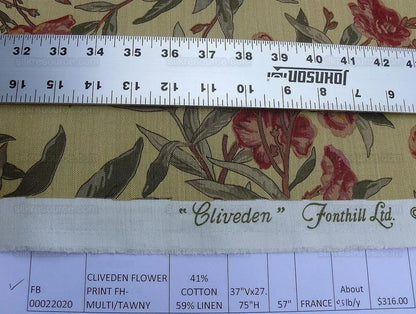 32 33 34 35 36 37 38 39 40 41 42
16 15 14 13 12 11 10 9 8 7 6
JOHNSON
"Cliveden" Fonthill Ltd. ©
FB
00022020
CLIVEDEN FLOWER
PRINT FH-
MULTI/TAWNY
41%
COTTON
59% LINEN
37"Vx27.
75"H
57"
FRANCE
About
lb/y
$316.00